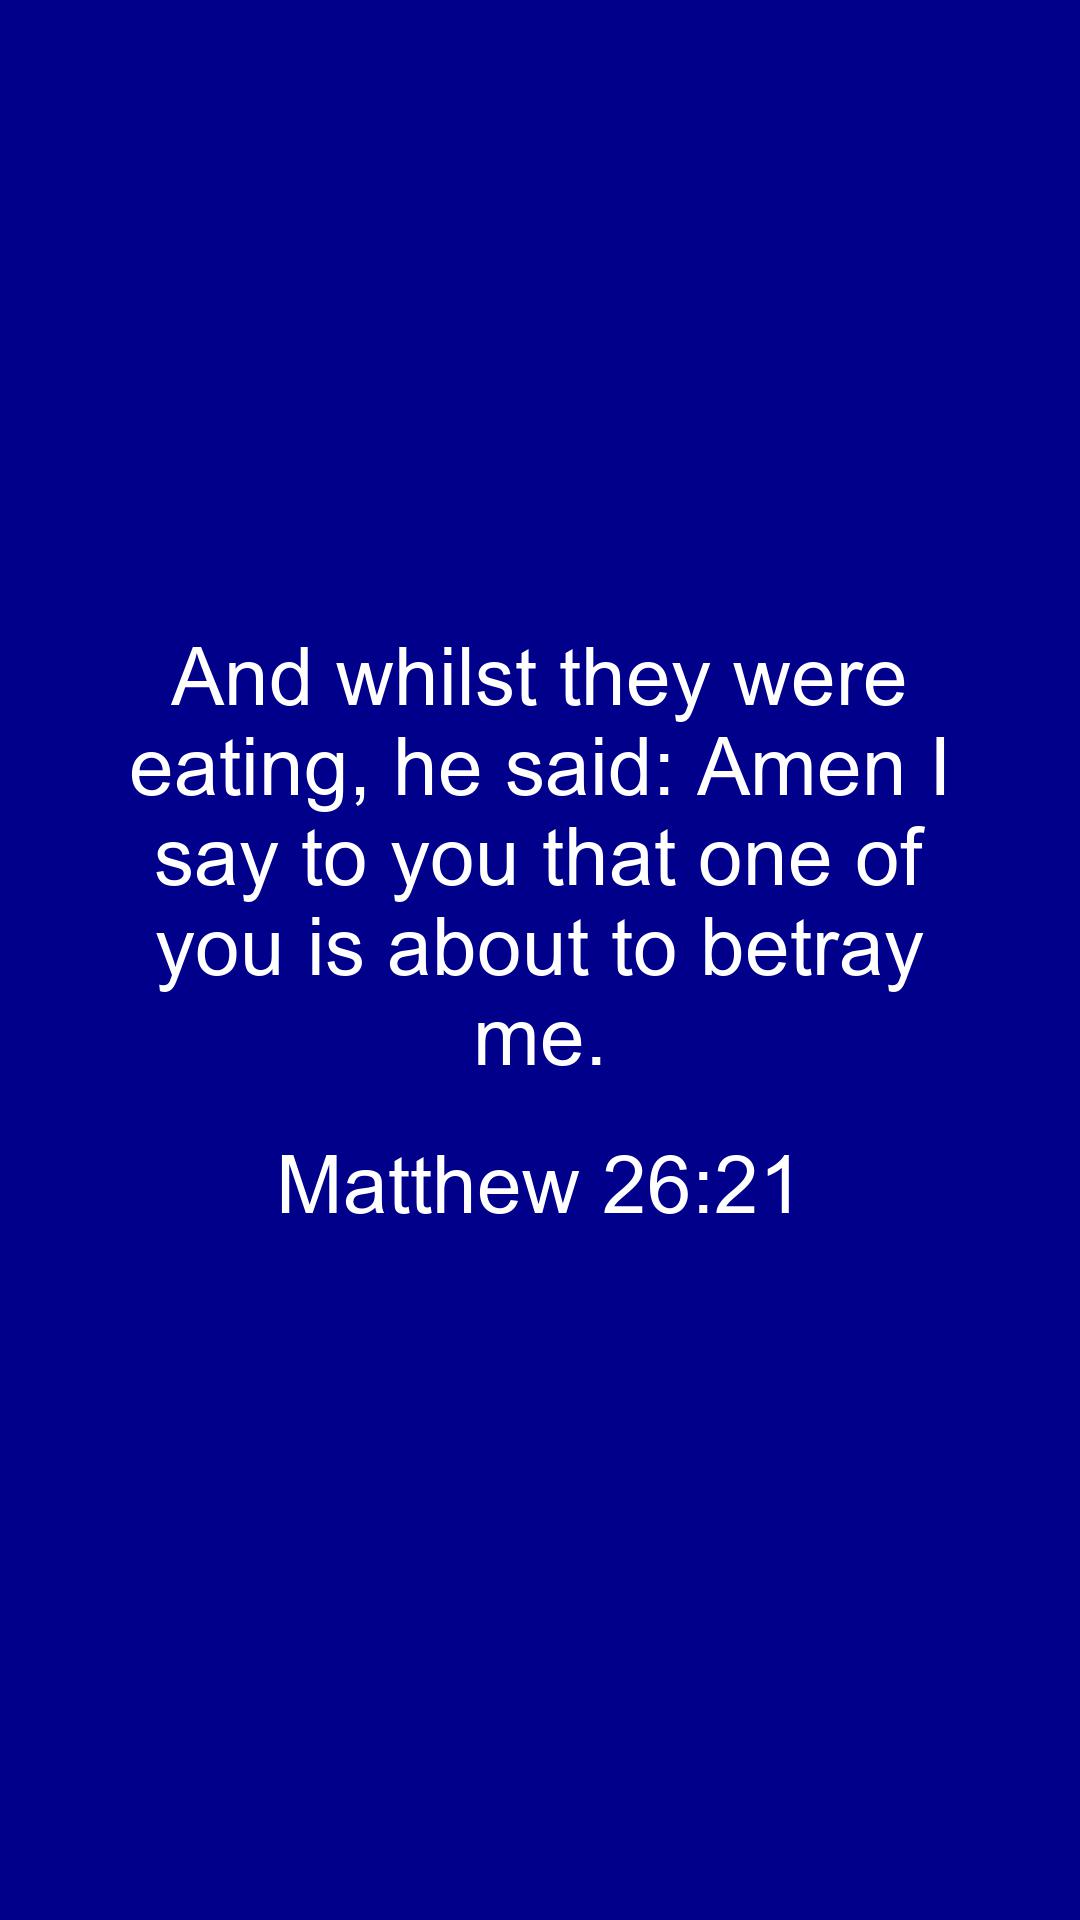 And whilst they were
eating, he said: Amen I
say to you that one of
you is about to betray
me.
Matthew 26:21